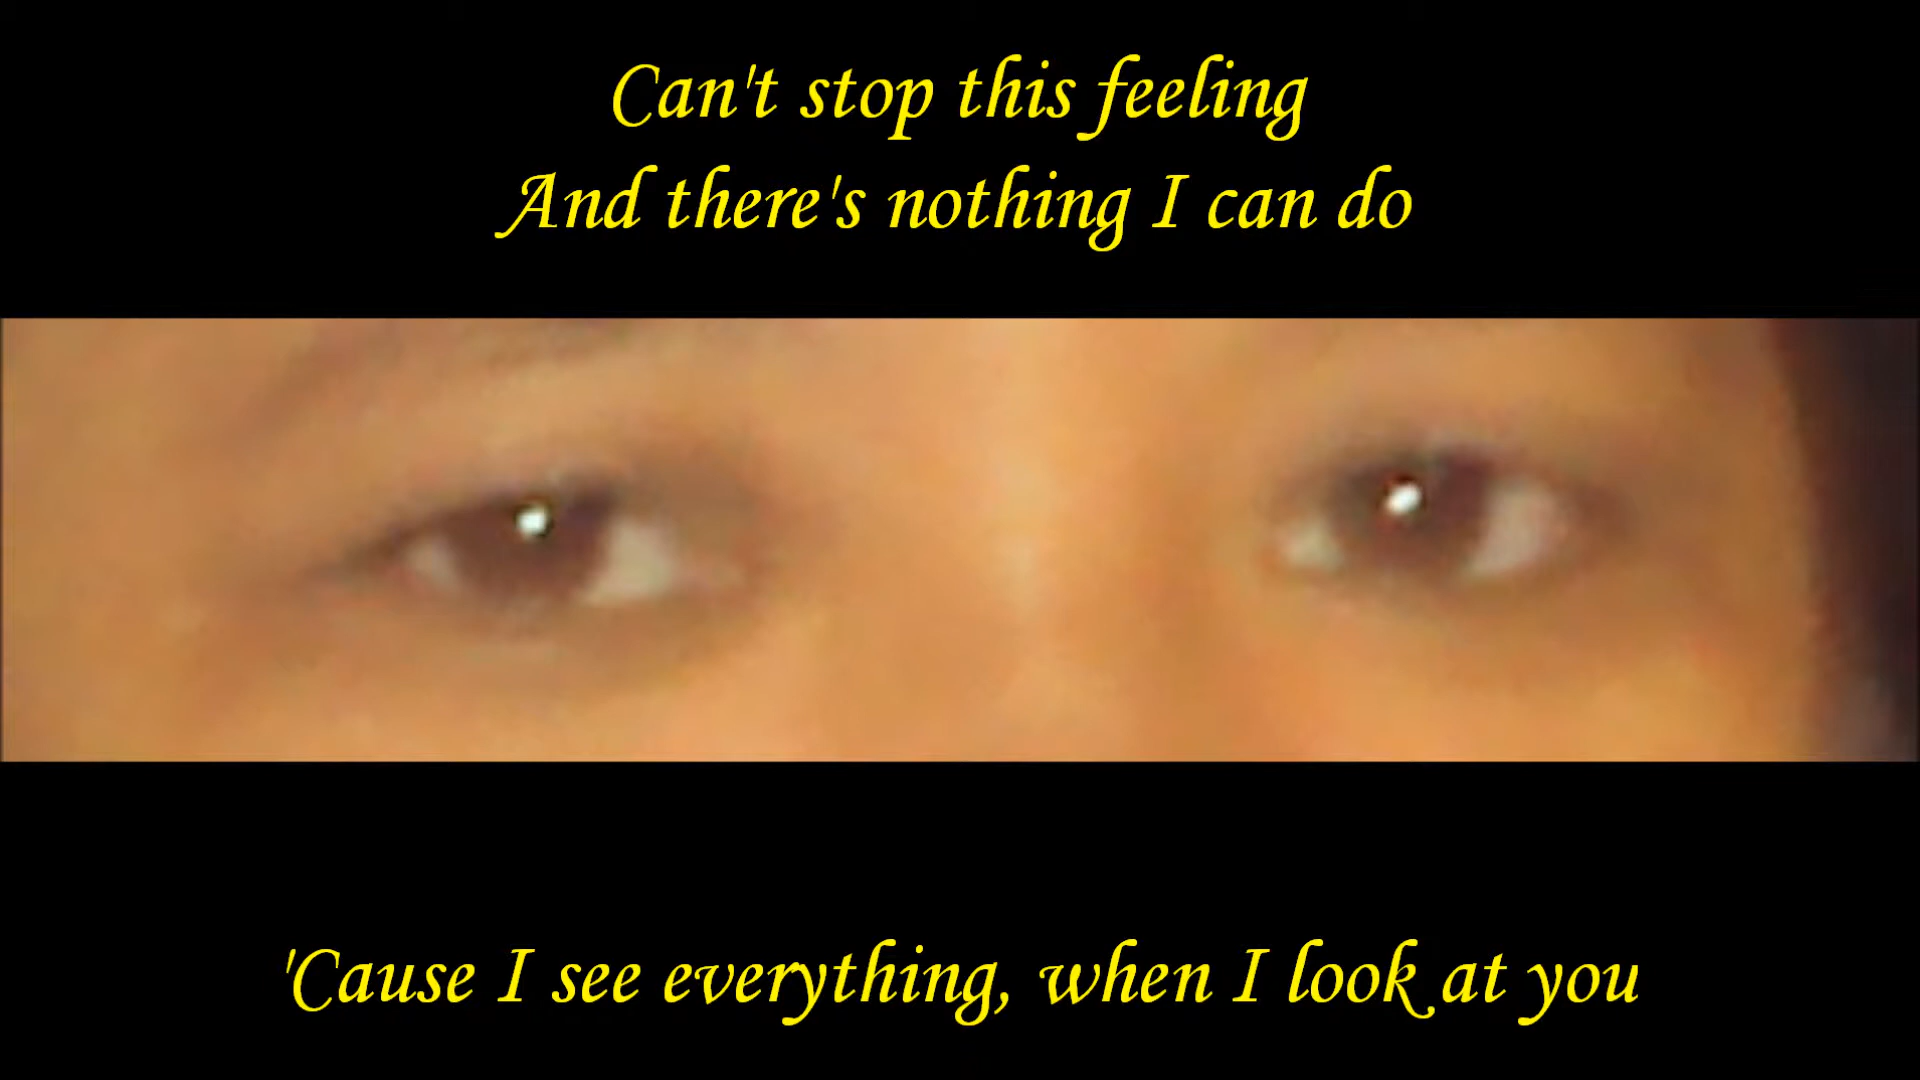 Can't stop this feeling
And there's nothing I can do
'Cause I see everything, when I look at you